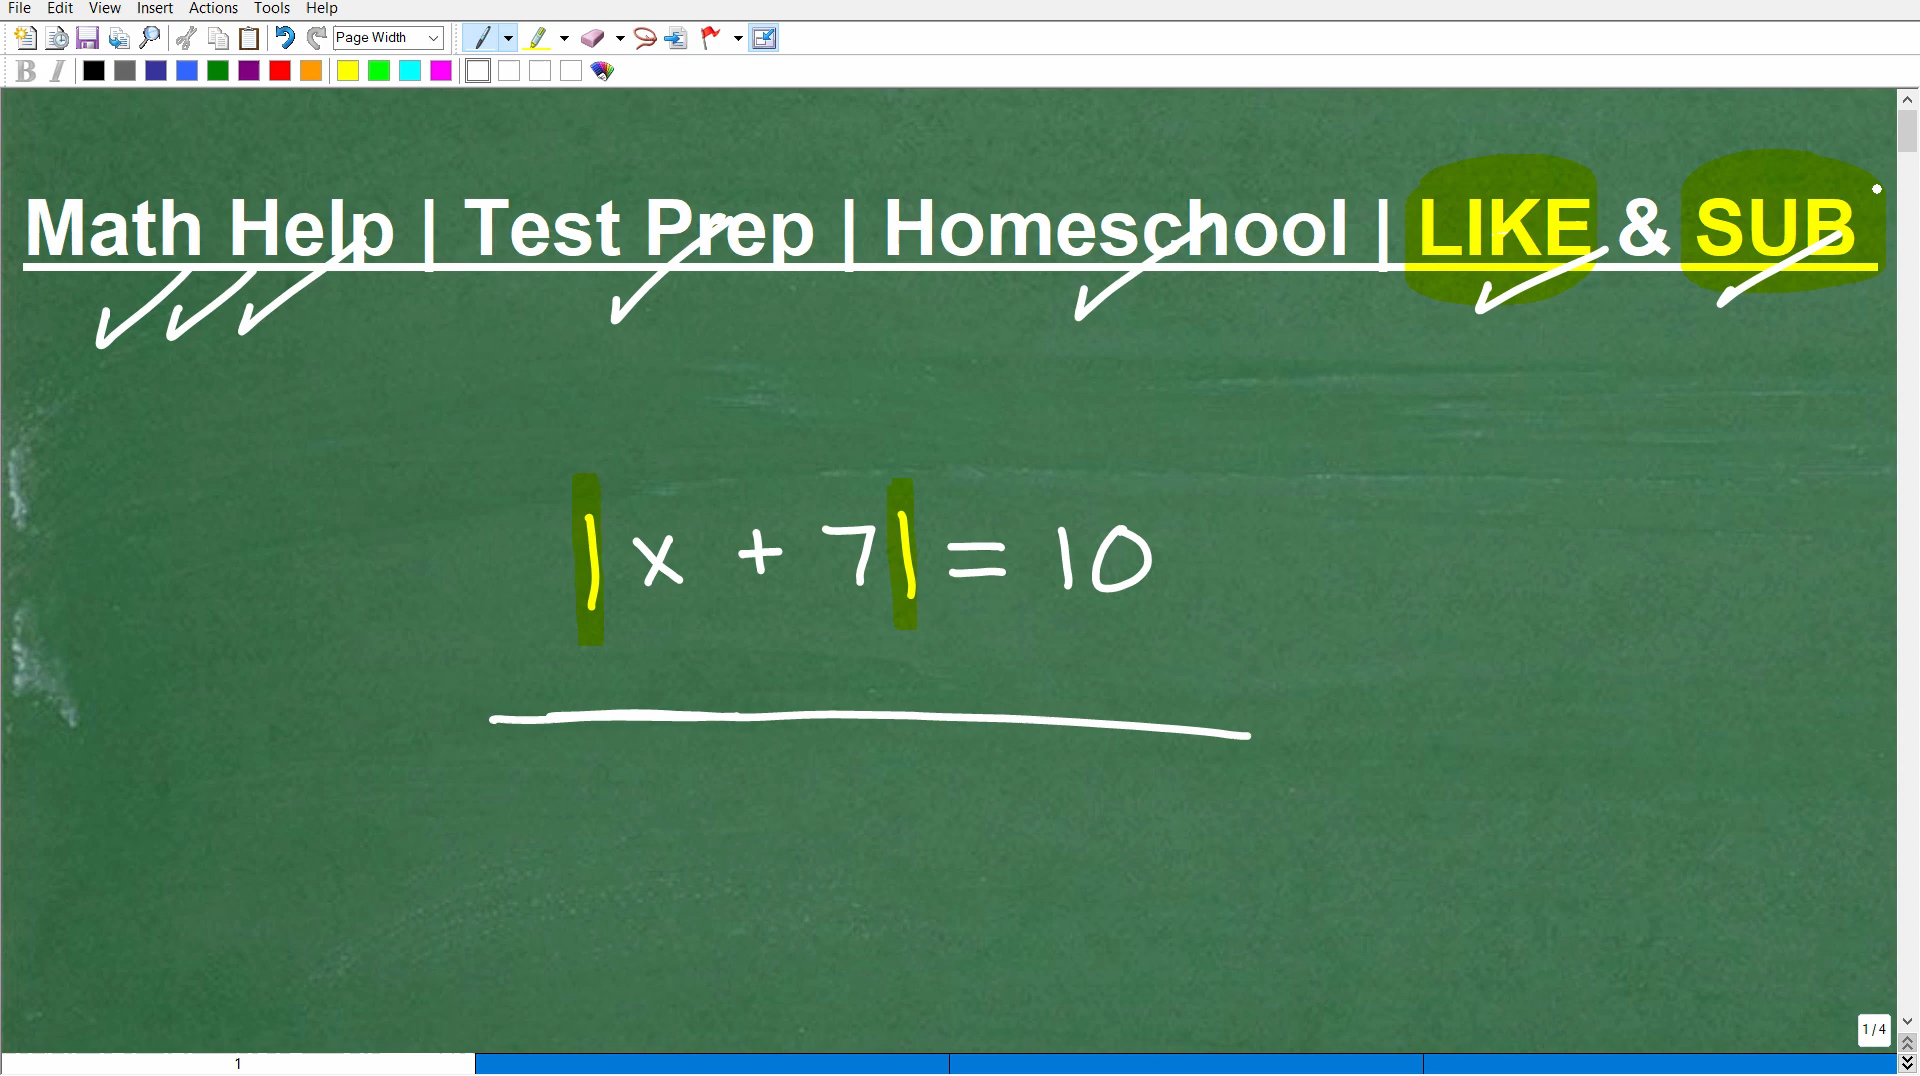 File Edit View Insert Actions Tools Help
Page Width
B I
Math Help | Test Prep | Homeschool | LIKE & SUB
| x + 7 | = 10
1 / 4
1